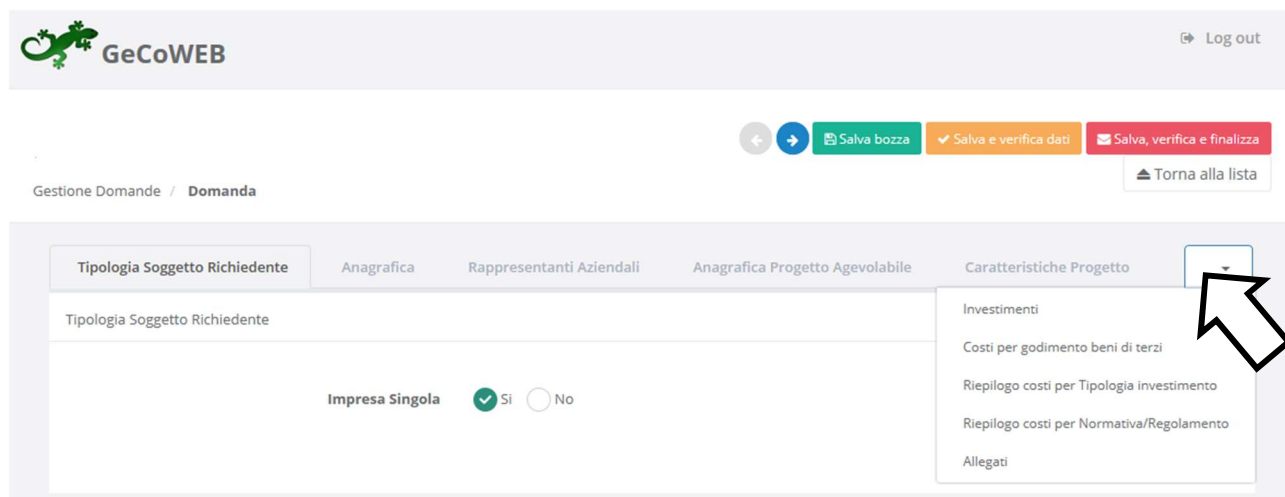 GeCoWEB
Log out
Salva bozza
Salva e verifica dati
Salva, verifica e finalizza
Torna alla lista
Gestione Domande / Domanda
Tipologia Soggetto Richiedente
Anagrafica
Rappresentanti Aziendali
Anagrafica Progetto Agevolabile
Caratteristiche Progetto
Tipologia Soggetto Richiedente
Investimenti
Costi per godimento beni di terzi
Riepilogo costi per Tipologia investimento
Riepilogo costi per Normativa/Regolamento
Allegati
Impresa Singola
Si
No